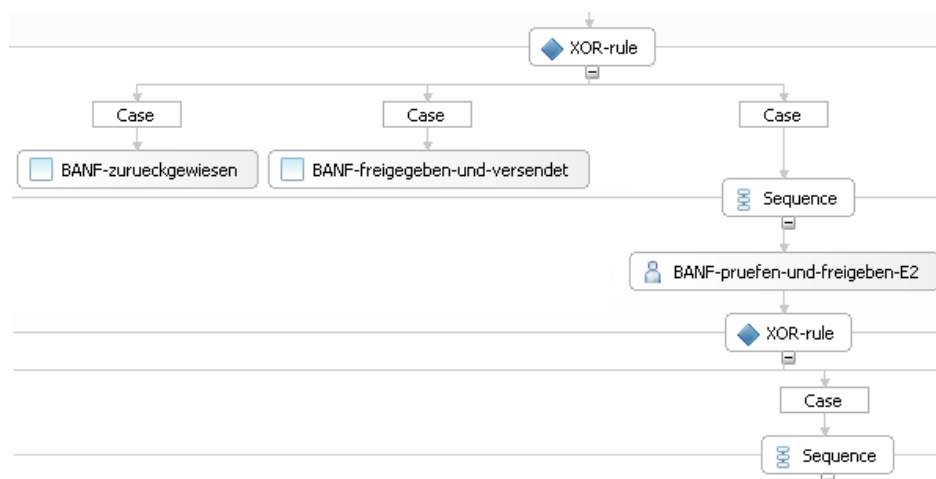 XOR-rule
Case
Case
Case
BANF-zurueckgewiesen
BANF-freigegeben-und-versendet
Sequence
BANF-pruefen-und-freigeben-E2
XOR-rule
Case
Sequence